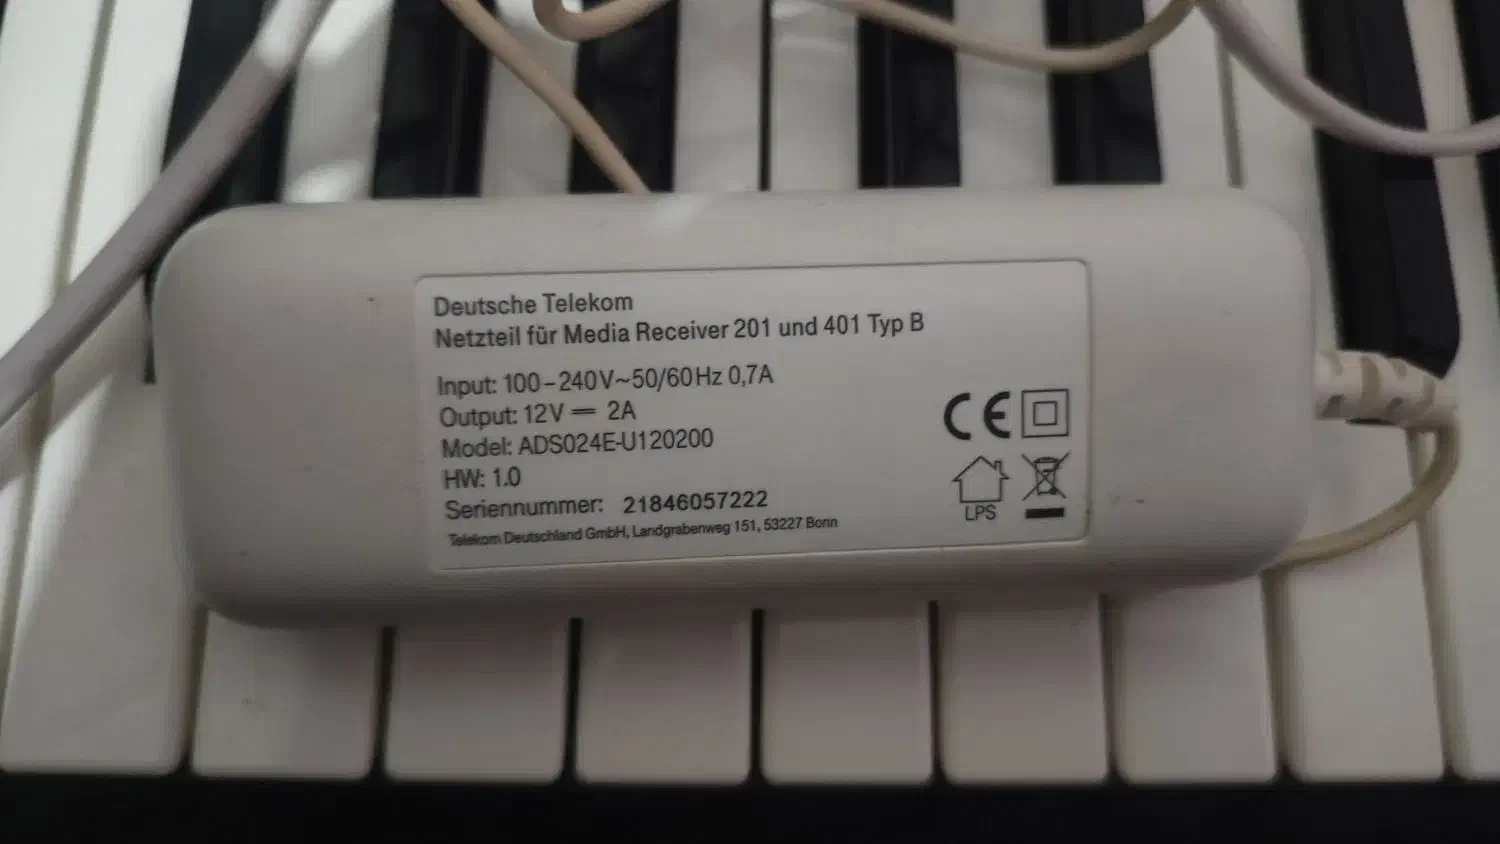 Deutsche Telekom
Netzteil für Media Receiver 201 und 401 Typ B
Input: 100–240V~50/60Hz 0,7A
Output: 12V ⎓ 2A
Model: ADS024E-U120200
HW: 1.0
Seriennummer: 21846057222
Telekom Deutschland GmbH, Landgrabenweg 151, 53227 Bonn
CE
LPS